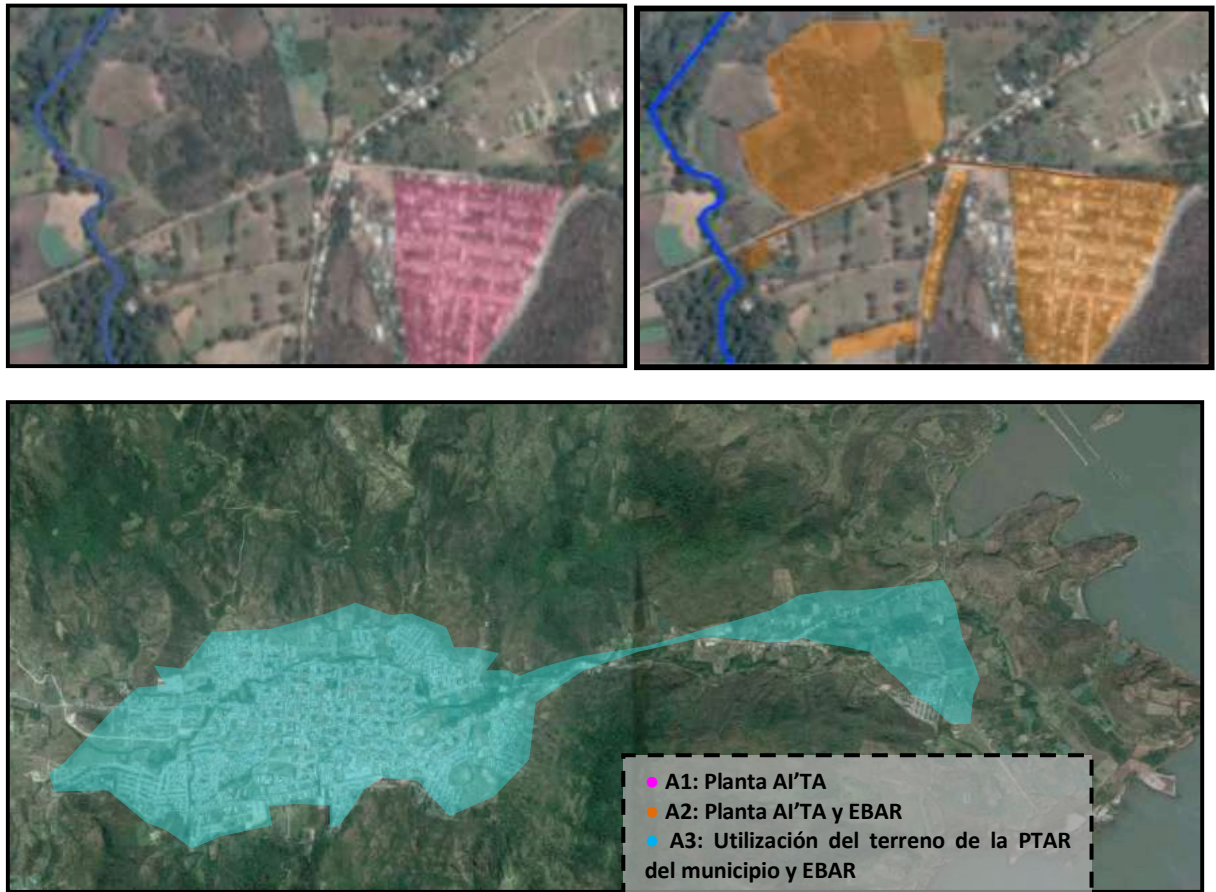 A1: Planta AI'TA
A2: Planta AI'TA y EBAR
A3: Utilización del terreno de la PTAR
del municipio y EBAR